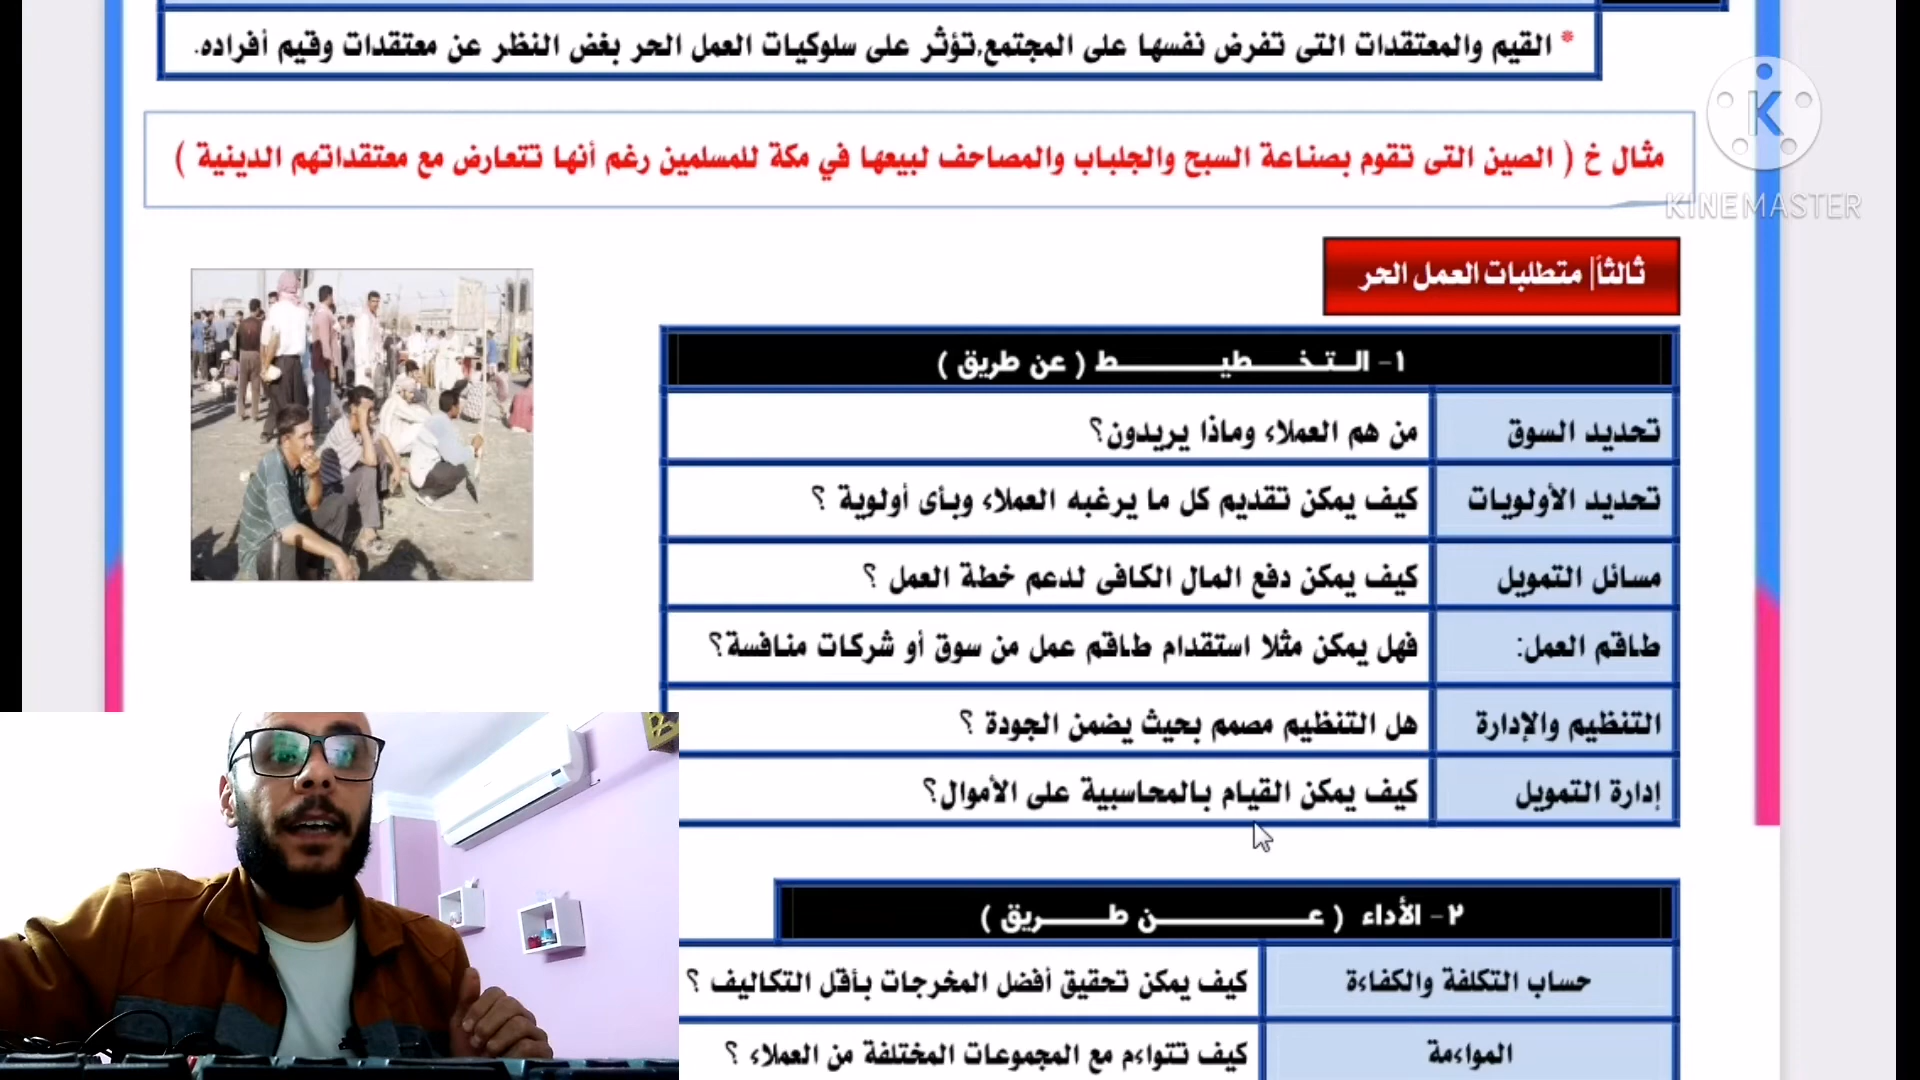 * القيم والمعتقدات التى تفرض نفسها على المجتمع,تؤثر على سلوكيات العمل الحر بغض النظر عن معتقدات وقيم أفراده.
مثال خ ( الصين التى تقوم بصناعة السبح والجلباب والمصاحف لبيعها في مكة للمسلمين رغم أنها تتعارض مع معتقداتهم الدينية )
K
KINEMASTER
ثالثاً| متطلبات العمل الحر
١- الـتـخـــطيـــــــــط ( عن طريق )
تحديد السوق
من هم العملاء وماذا يريدون؟
تحديد الأولويات
كيف يمكن تقديم كل ما يرغبه العملاء وبأى أولوية ؟
مسائل التمويل
كيف يمكن دفع المال الكافى لدعم خطة العمل ؟
طاقم العمل:
فهل يمكن مثلا استقدام طاقم عمل من سوق أو شركات منافسة؟
التنظيم والإدارة
هل التنظيم مصمم بحيث يضمن الجودة ؟
إدارة التمويل
كيف يمكن القيام بالمحاسبية على الأموال؟
٢- الأداء ( عـــــــــــن طـــــريق )
حساب التكلفة والكفاءة
كيف يمكن تحقيق أفضل المخرجات بأقل التكاليف ؟
المواءمة
كيف تتواءم مع المجموعات المختلفة من العملاء ؟